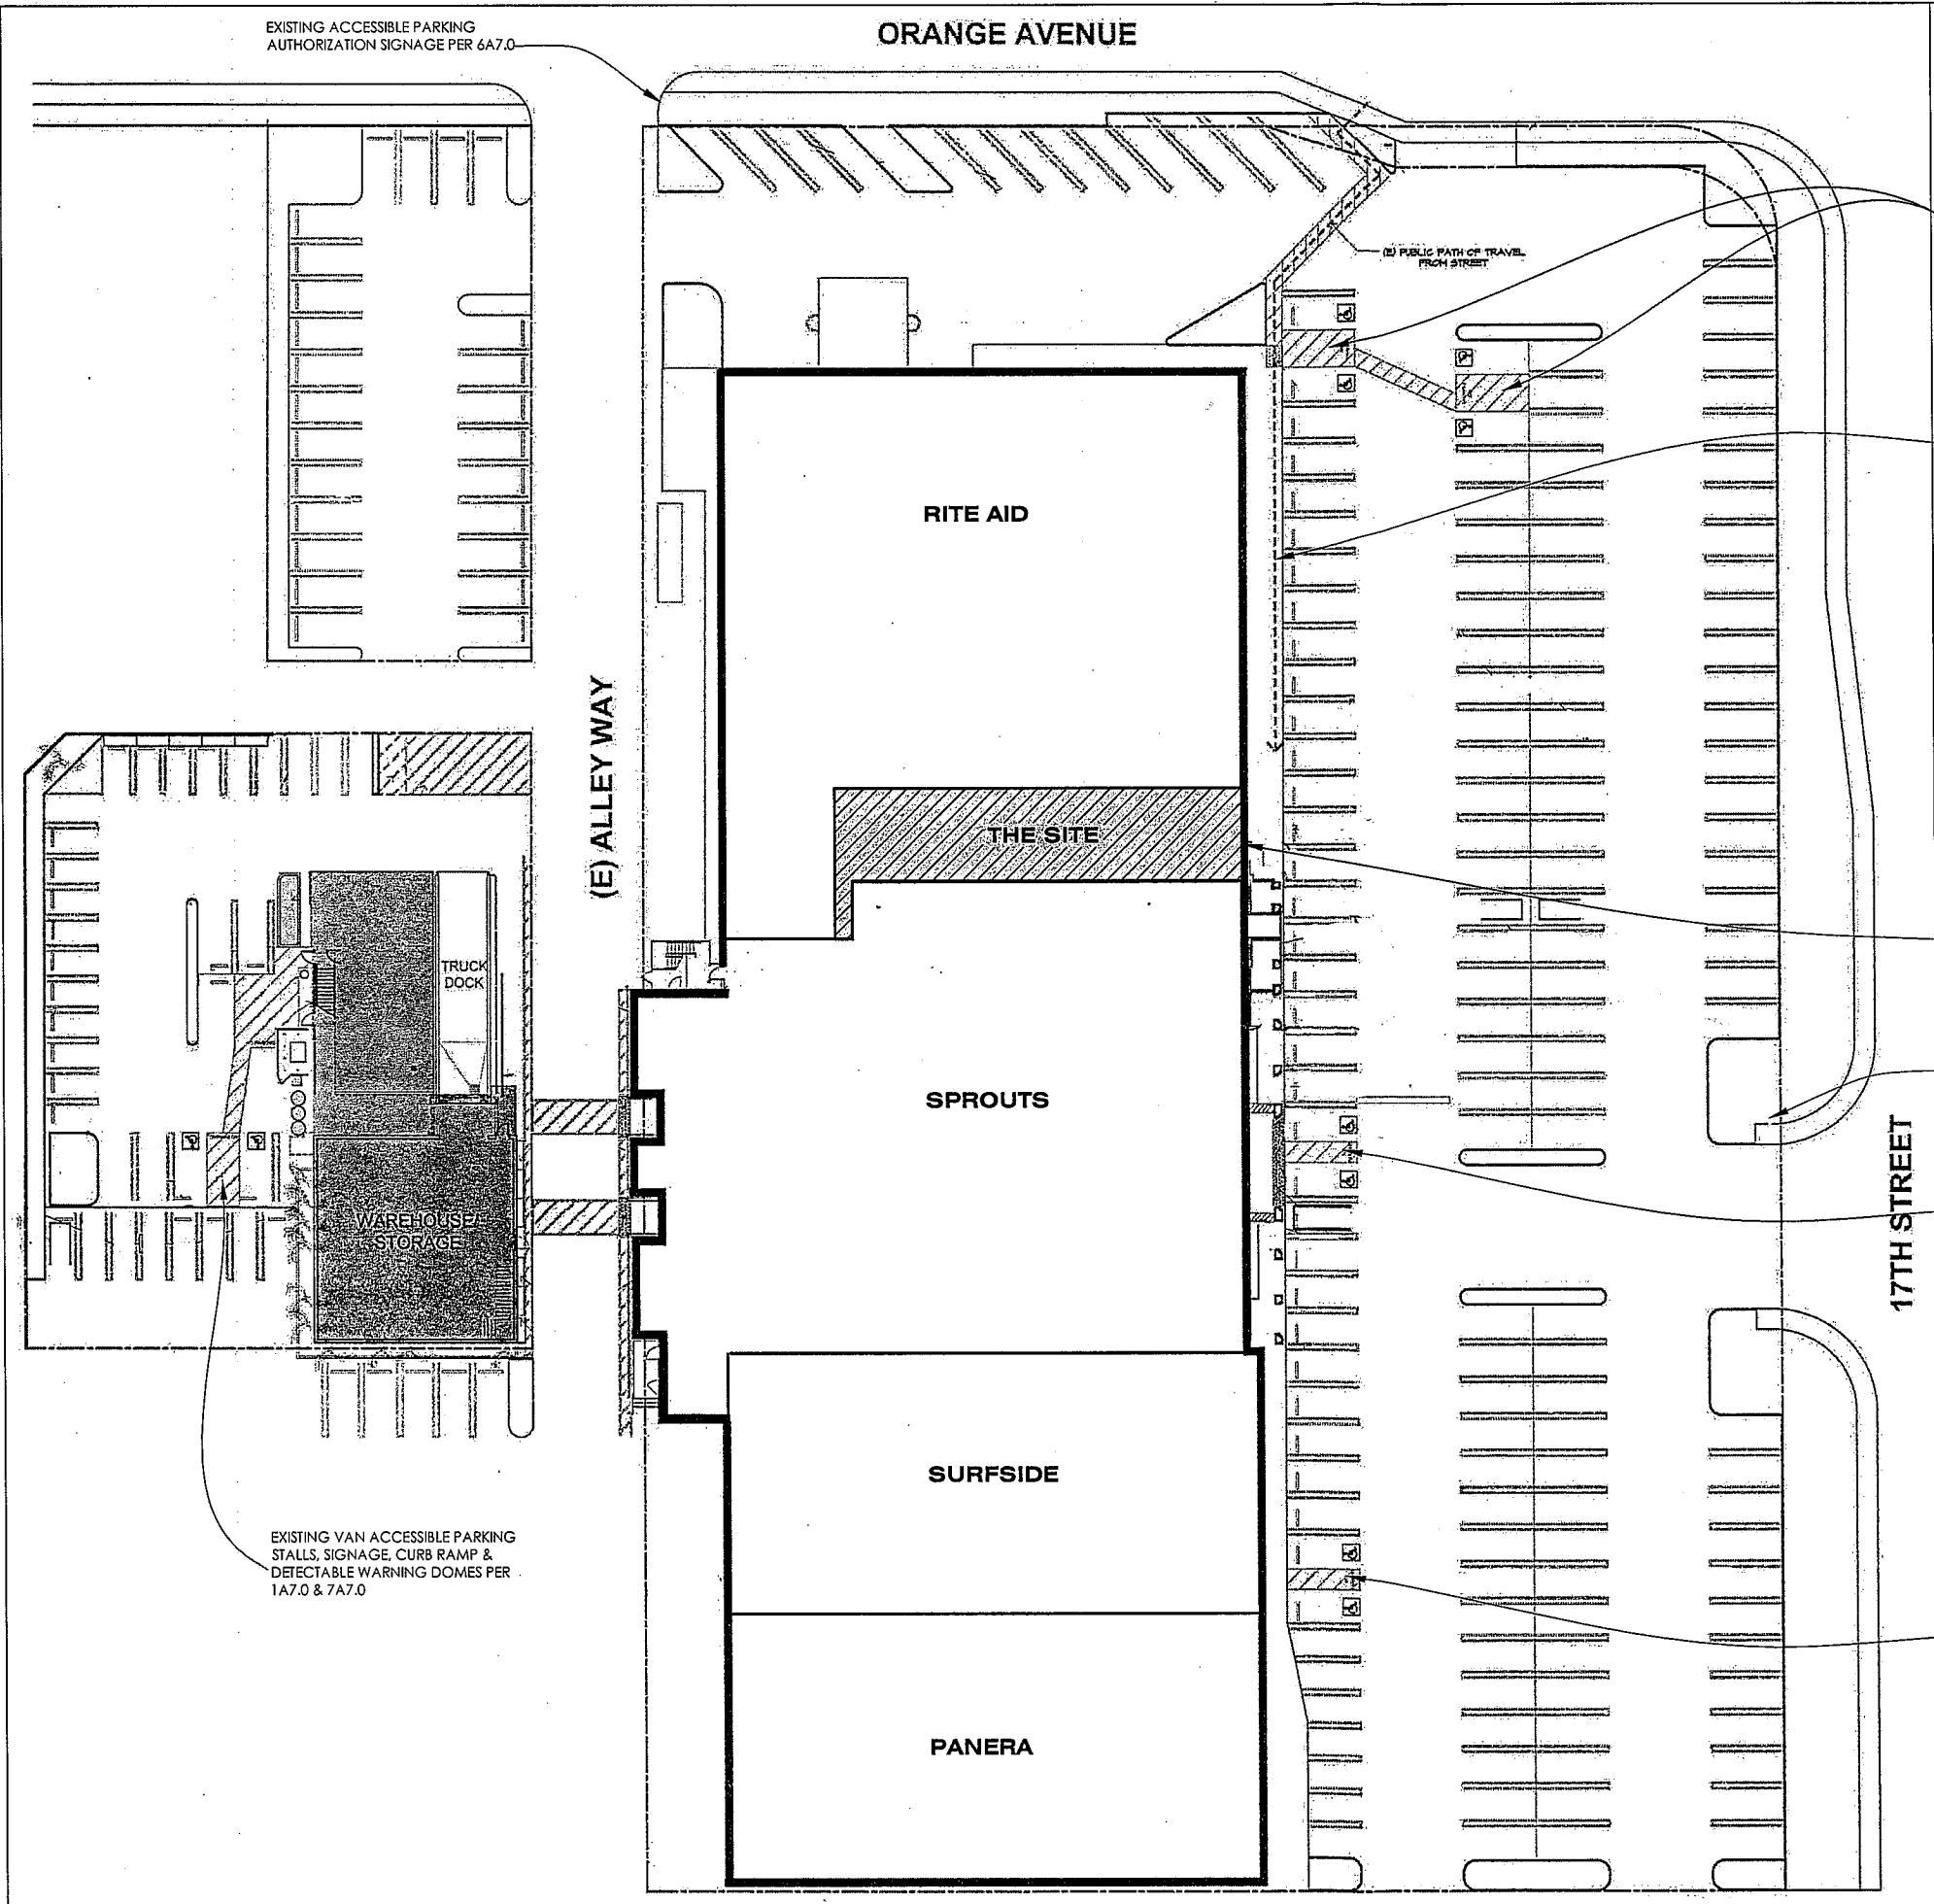 EXISTING ACCESSIBLE PARKING
AUTHORIZATION SIGNAGE PER 6A7.0
ORANGE AVENUE
(E) PUBLIC PATH OF TRAVEL
FROM STREET
RITE AID
(E) ALLEY WAY
THE SITE
TRUCK
DOCK
SPROUTS
17TH STREET
WAREHOUSE/
STORAGE
SURFSIDE
EXISTING VAN ACCESSIBLE PARKING
STALLS, SIGNAGE, CURB RAMP &
DETECTABLE WARNING DOMES PER
1A7.0 & 7A7.0
PANERA